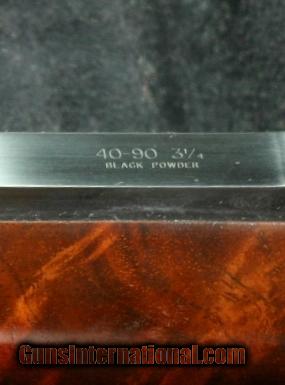 40-90 3¼
BLACK POWDER
GunsInternational.com